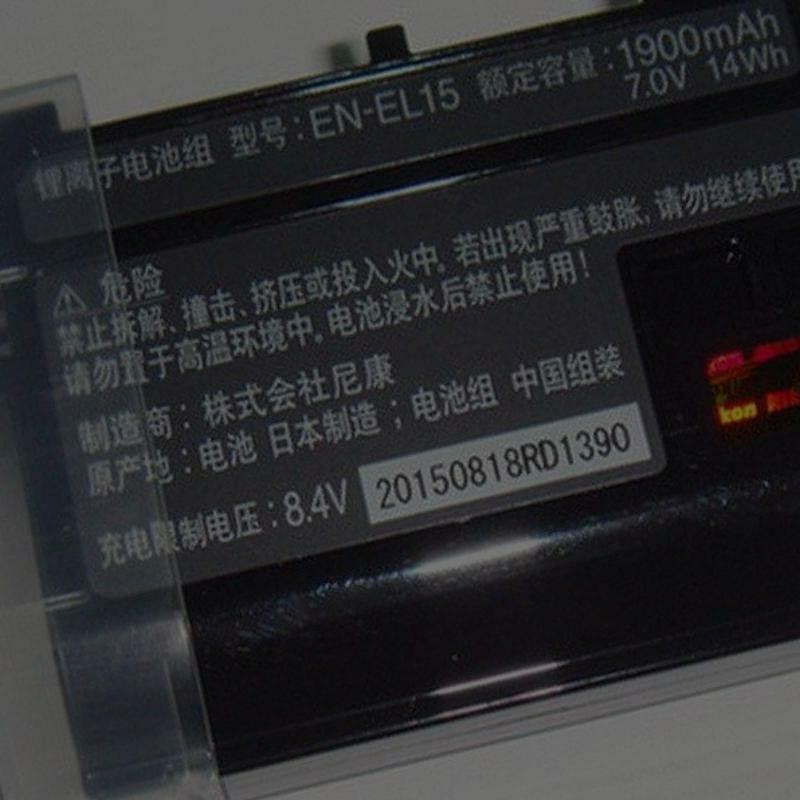 锂离子电池组 型号:EN-EL15 额定容量:1900mAh
7.0V 14Wh
危险
禁止拆解、撞击、挤压或投入火中。若出现严重鼓胀,请勿继续使用
请勿置于高温环境中。电池浸水后禁止使用!
制造商:株式会社尼康
原产地:电池 日本制造;电池组 中国组装
充电限制电压:8.4V 20150818RD1390
kon